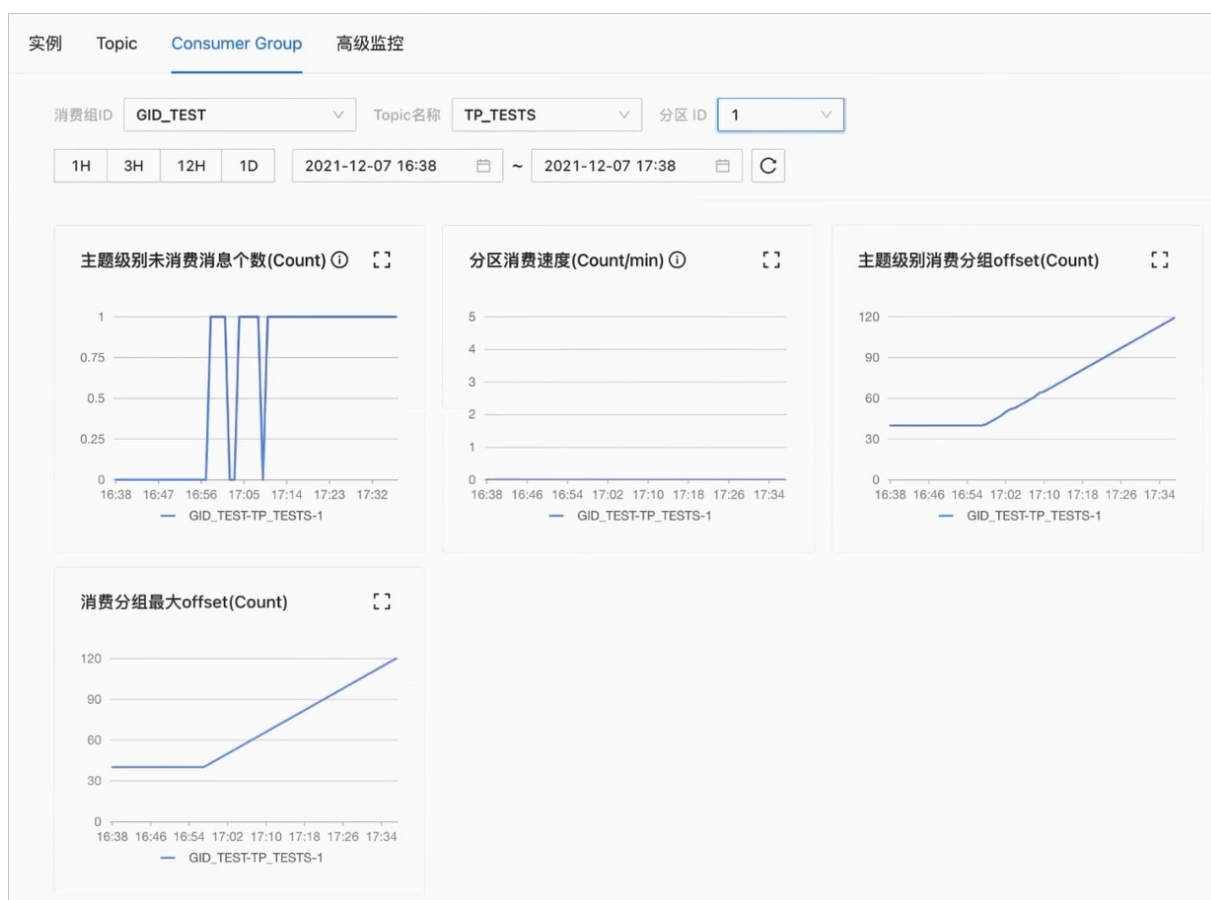 实例 Topic Consumer Group 高级监控
消费组ID GID_TEST Topic名称 TP_TESTS 分区 ID 1
1H 3H 12H 1D 2021-12-07 16:38 ~ 2021-12-07 17:38
主题级别未消费消息个数(Count)
1
0.75
0.5
0.25
0
16:38 16:47 16:56 17:05 17:14 17:23 17:32
GID_TEST-TP_TESTS-1
分区消费速度(Count/min)
5
4
3
2
1
0
16:38 16:46 16:54 17:02 17:10 17:18 17:26 17:34
GID_TEST-TP_TESTS-1
主题级别消费分组offset(Count)
120
90
60
30
0
16:38 16:46 16:54 17:02 17:10 17:18 17:26 17:34
GID_TEST-TP_TESTS-1
消费分组最大offset(Count)
120
90
60
30
0
16:38 16:46 16:54 17:02 17:10 17:18 17:26 17:34
GID_TEST-TP_TESTS-1